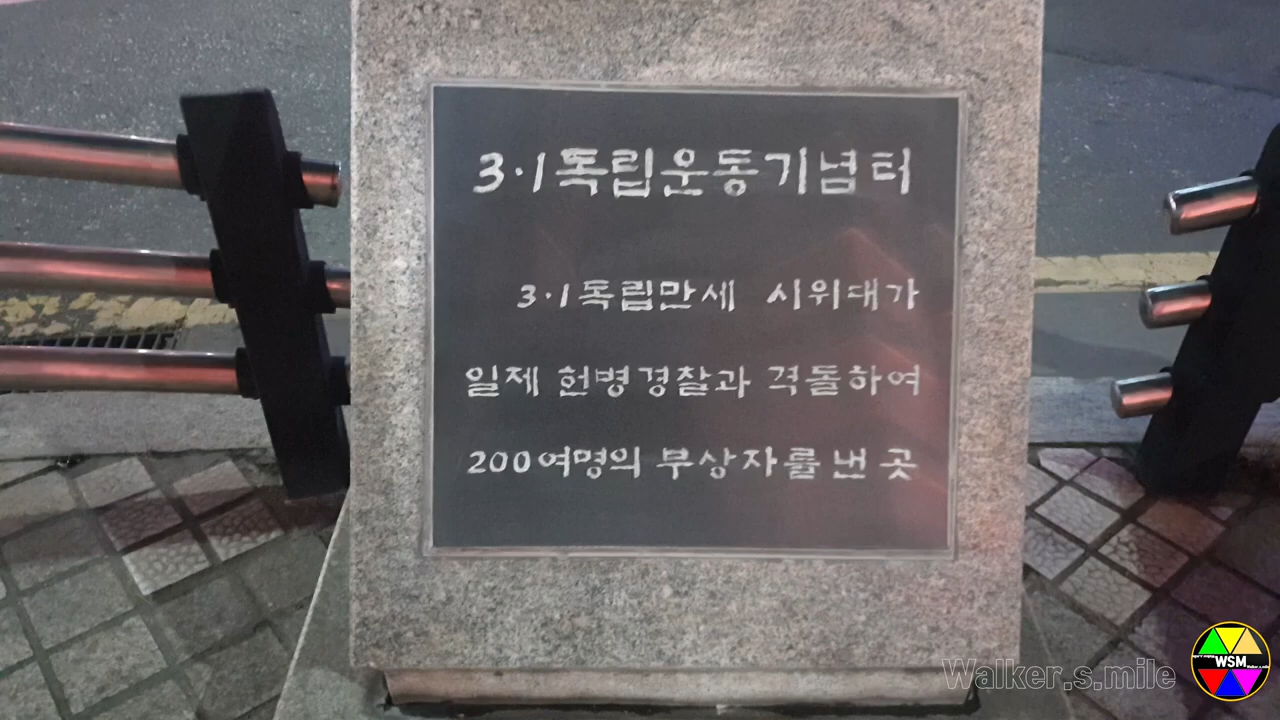 3·1독립운동기념터
3·1독립만세 시위대가
일제 헌병경찰과 격돌하여
200여명의 부상자를 낸 곳
Walker.s.mile
WSM